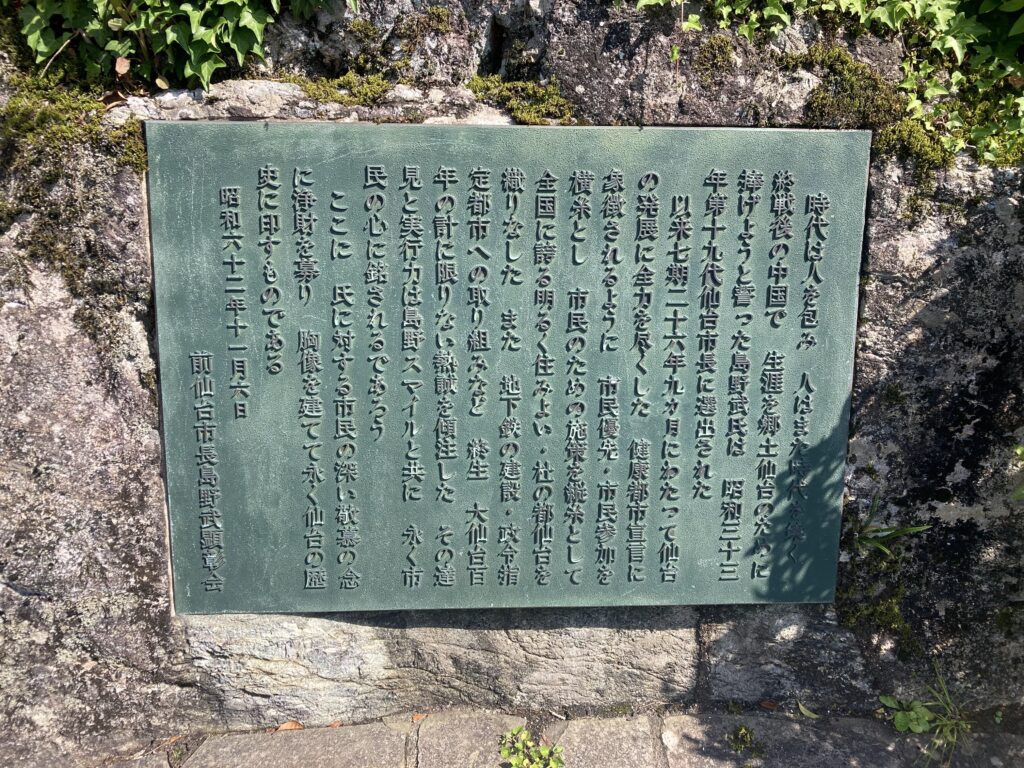 時代は人を包み　人はまた時代を築く
終戦後の中国で　生涯を郷土仙台のために
捧げようと誓った島野武氏は　昭和三十三
年第十九代仙台市長に選出された
以来七期二十六年九ヵ月にわたって仙台
の発展に全力を尽くした　健康都市宣言に
象徴されるように　市民優先・市民参加を
横糸とし　市民のための施策を縦糸として
全国に誇る明るく住みよい・杜の都仙台を
織りなした　また　地下鉄の建設・政令指
定都市への取り組みなど　終生　大仙台百
年の計に限りない熱誠を傾注した　その達
見と実行力は島野スマイルと共に　永く市
民の心に銘されるであろう
ここに　氏に対する市民の深い敬慕の念
に浄財を募り　胸像を建てて永く仙台の歴
史に印すものである
昭和六十二年十一月六日
前仙台市長島野武顕彰会